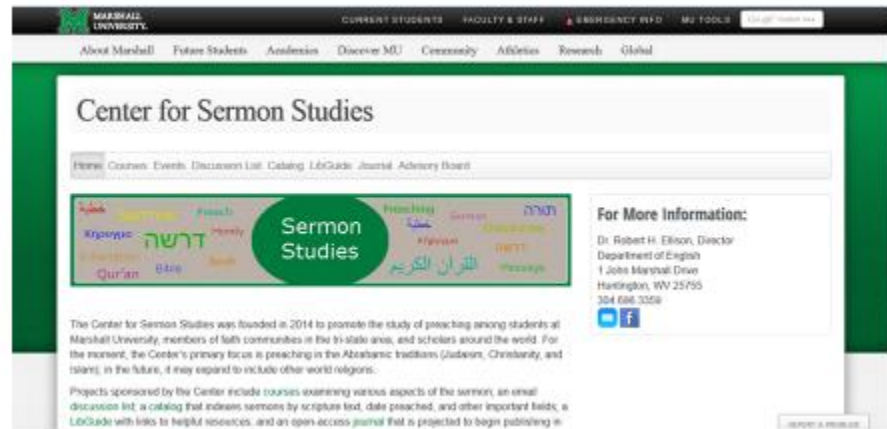 MARSHALL
UNIVERSITY.
CURRENT STUDENTS FACULTY & STAFF EMERGENCY INFO MU TOOLS
About Marshall Future Students Academics Discover MU Community Athletics Research Global
Center for Sermon Studies
Home Courses Events Discussion List Catalog LibGuide Journal Advisory Board
Preach
Preaching
תורה
Κηρυγμα
דרשה
Homily
Sermon
Studies
Qur'an
القرآن الكريم
Message
For More Information:
Dr. Robert H. Ellison, Director
Department of English
1 John Marshall Drive
Huntington, WV 25755
304.696.3359
The Center for Sermon Studies was founded in 2014 to promote the study of preaching among students at
Marshall University, members of faith communities in the tri-state area, and scholars around the world. For
the moment, the Center's primary focus is preaching in the Abrahamic traditions (Judaism, Christianity, and
Islam); in the future, it may expand to include other world religions.
Projects sponsored by the Center include courses examining various aspects of the sermon; an email
discussion list; a catalog that indexes sermons by scripture text, date preached, and other important fields; a
LibGuide with links to helpful resources; and an open-access journal that is projected to begin publishing in
REPORT A PROBLEM